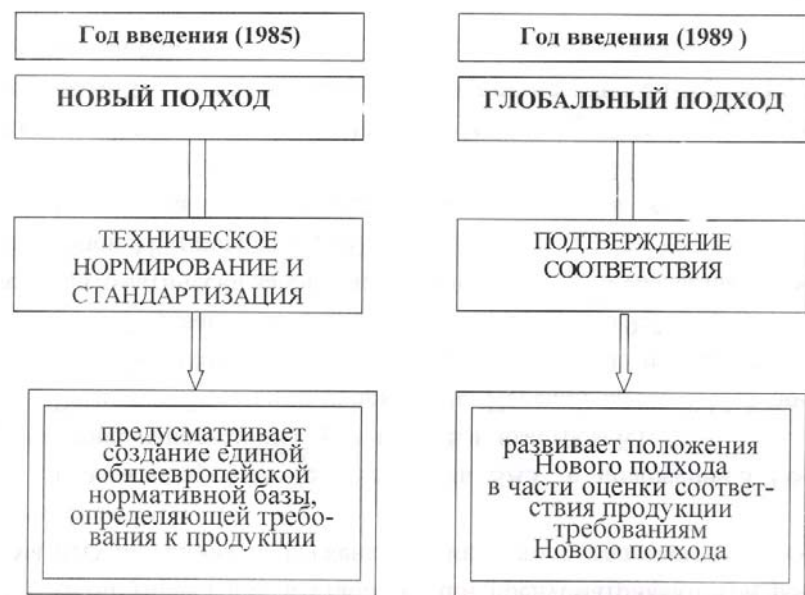 Год введения (1985)
НОВЫЙ ПОДХОД
ТЕХНИЧЕСКОЕ
НОРМИРОВАНИЕ И
СТАНДАРТИЗАЦИЯ
предусматривает
создание единой
общеевропейской
нормативной базы,
определяющей требо-
вания к продукции
Год введения (1989 )
ГЛОБАЛЬНЫЙ ПОДХОД
ПОДТВЕРЖДЕНИЕ
СООТВЕТСТВИЯ
развивает положения
Нового подхода
в части оценки соответ-
ствия продукции
требованиям
Нового подхода